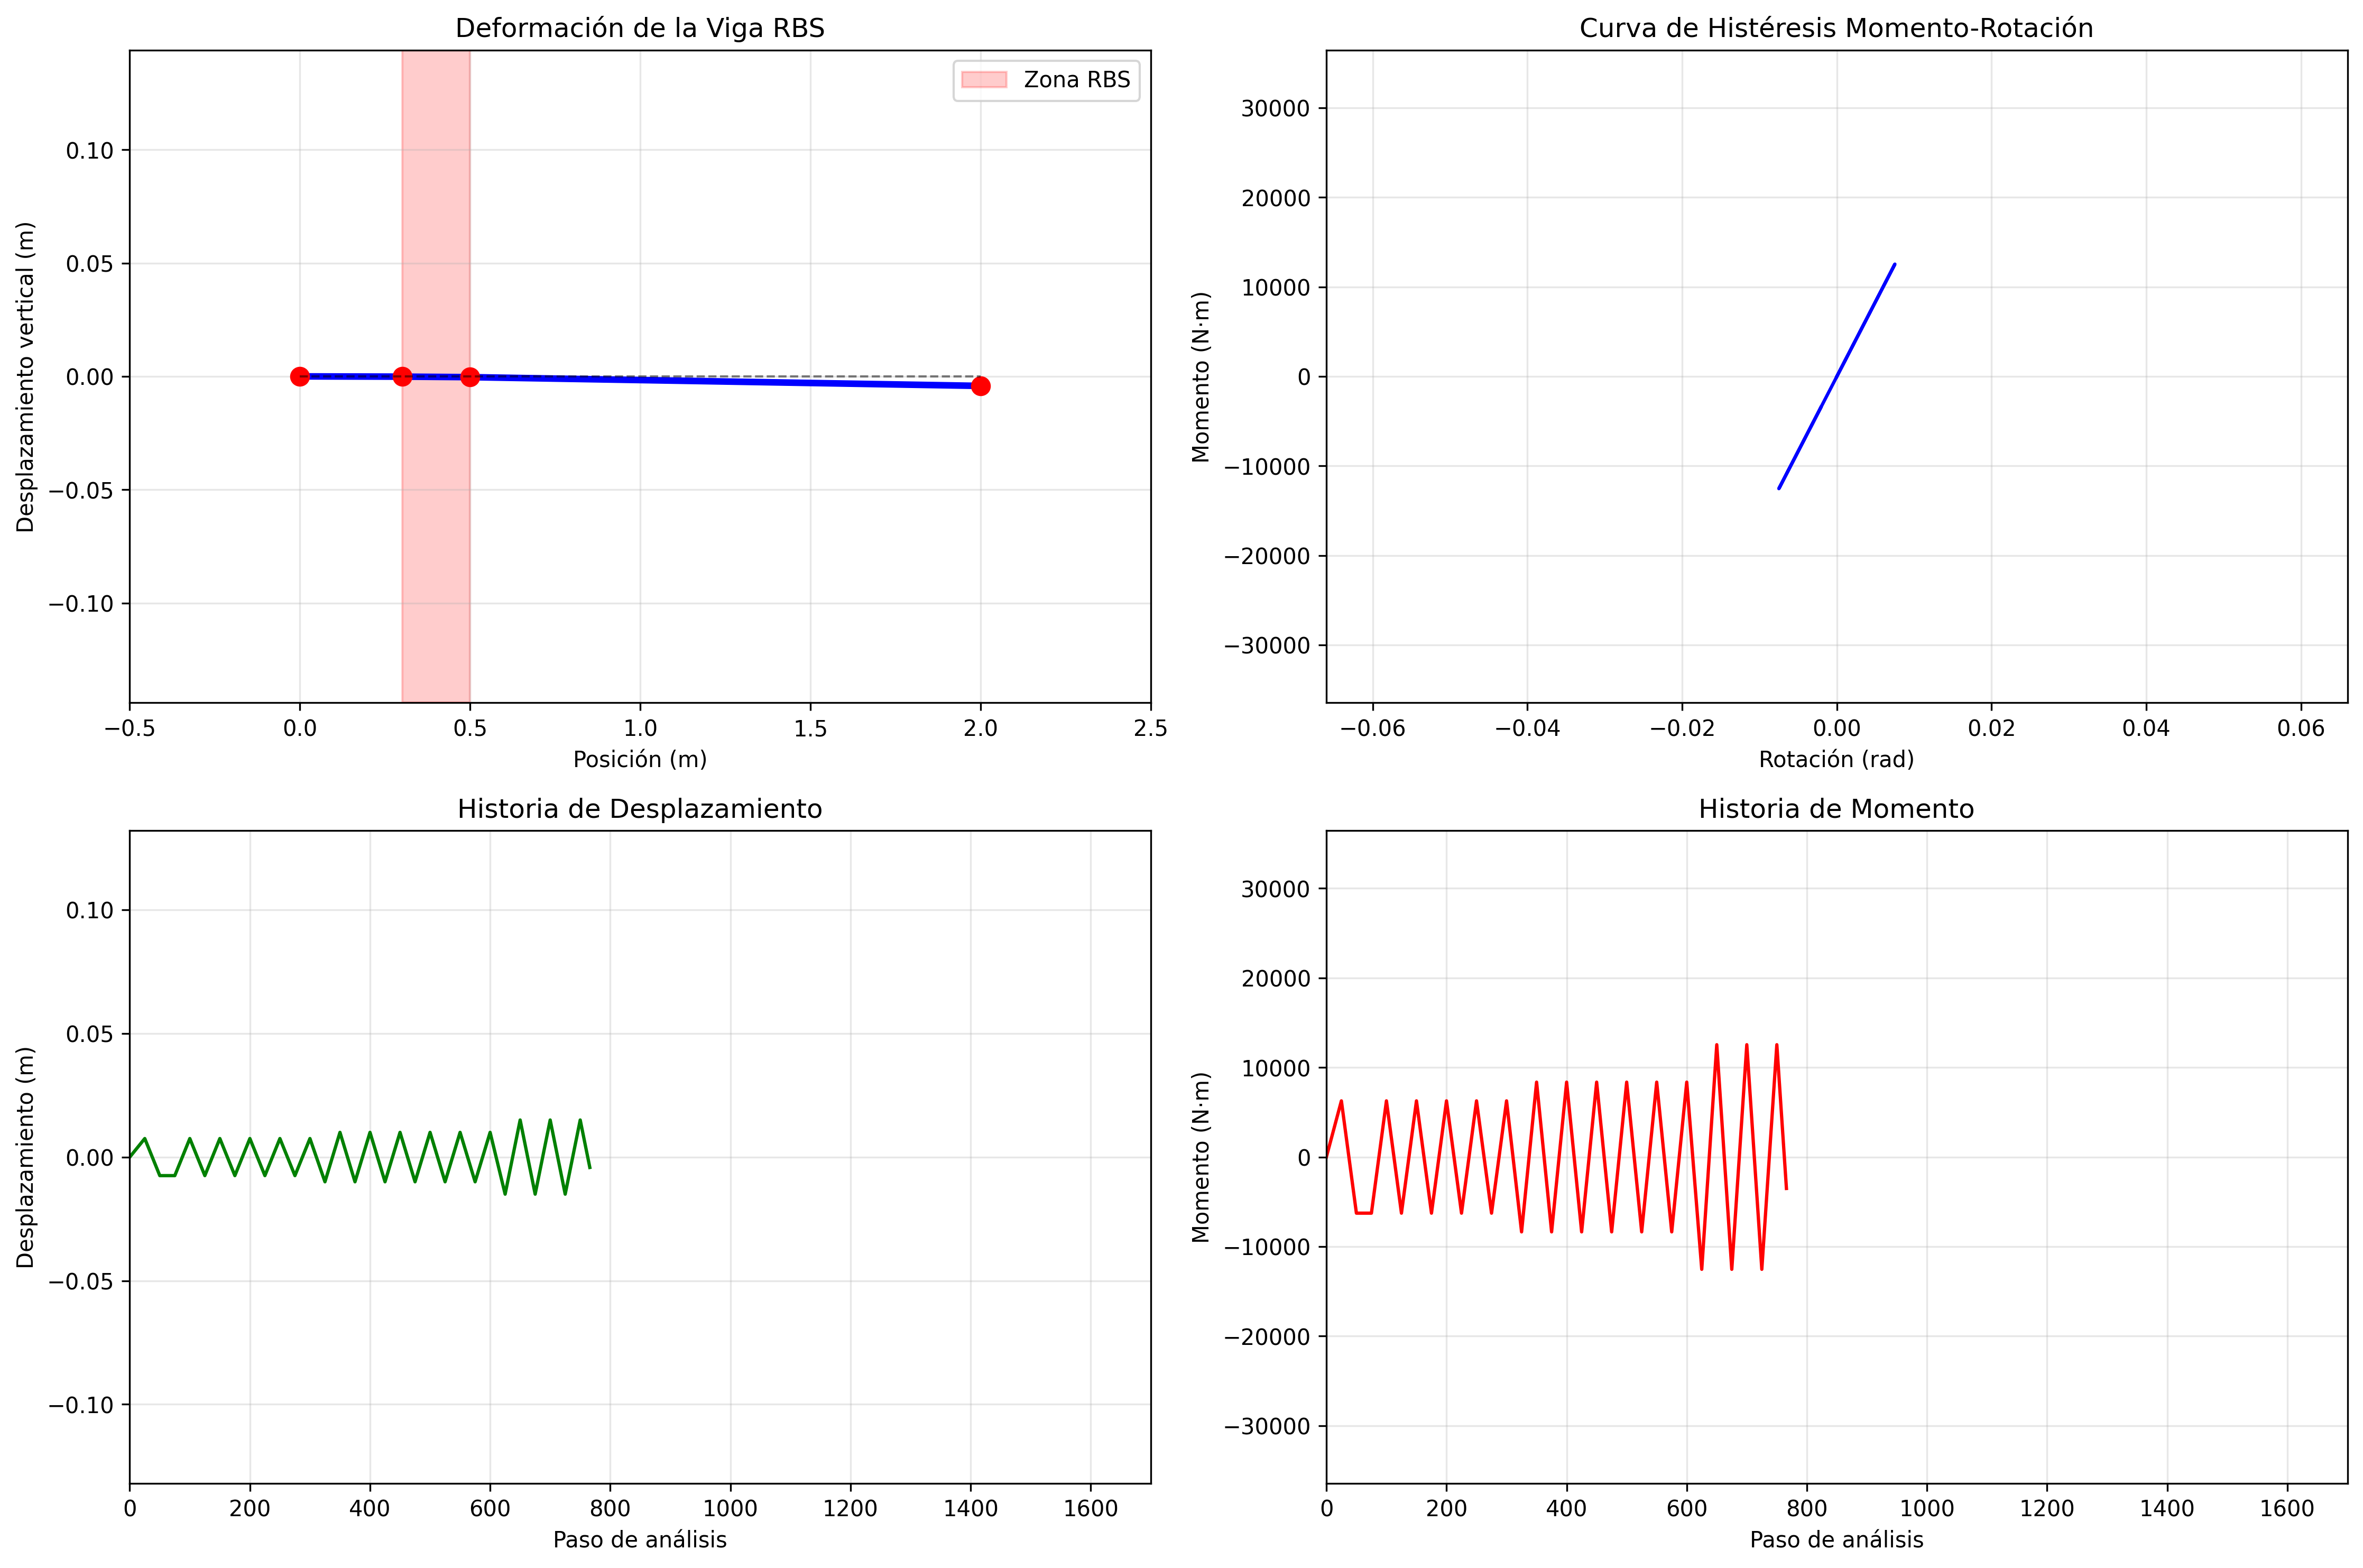 Deformación de la Viga RBS
Zona RBS
Desplazamiento vertical (m)
0.10
0.05
0.00
−0.05
−0.10
−0.5 0.0 0.5 1.0 1.5 2.0 2.5
Posición (m)
Curva de Histéresis Momento-Rotación
Momento (N·m)
30000
20000
10000
0
−10000
−20000
−30000
−0.06 −0.04 −0.02 0.00 0.02 0.04 0.06
Rotación (rad)
Historia de Desplazamiento
Desplazamiento (m)
0.10
0.05
0.00
−0.05
−0.10
0 200 400 600 800 1000 1200 1400 1600
Paso de análisis
Historia de Momento
Momento (N·m)
30000
20000
10000
0
−10000
−20000
−30000
0 200 400 600 800 1000 1200 1400 1600
Paso de análisis